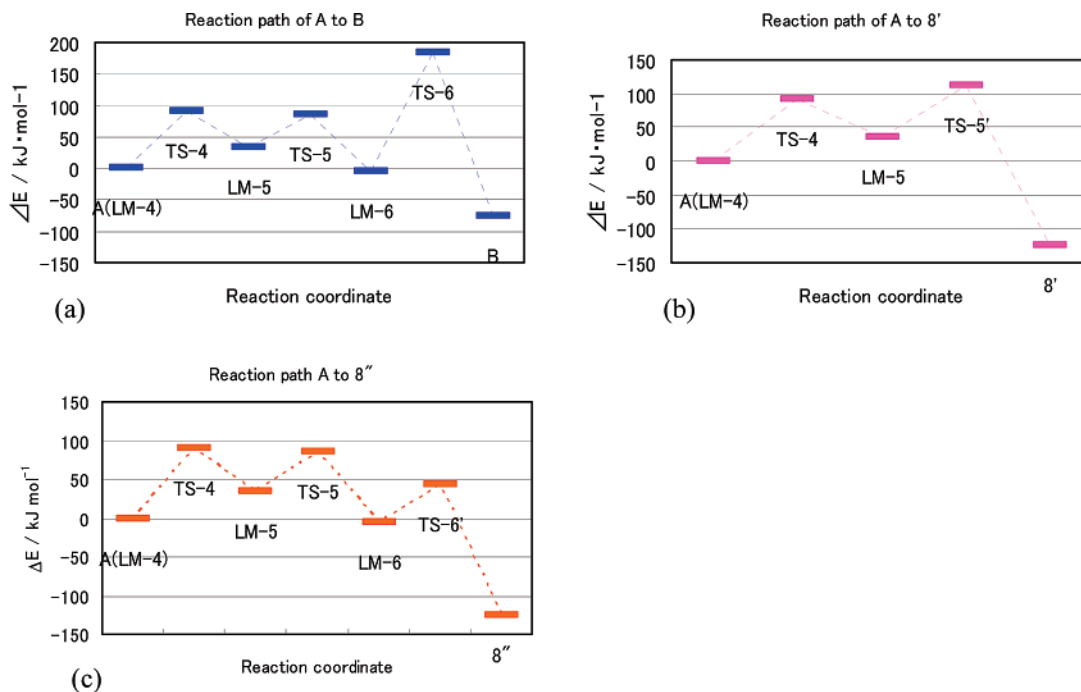 Reaction path of A to B
200
150
100
50
0
-50
-100
-150
ΔE / kJ・mol-1
A(LM-4)
TS-4
LM-5
TS-5
LM-6
TS-6
B
Reaction coordinate
(a)
Reaction path of A to 8'
150
100
50
0
-50
-100
-150
ΔE / kJ・mol-1
A(LM-4)
TS-4
LM-5
TS-5'
8'
Reaction coordinate
(b)
Reaction path A to 8"
150
100
50
0
-50
-100
-150
ΔE / kJ mol⁻¹
A(LM-4)
TS-4
LM-5
TS-5
LM-6
TS-6'
8"
Reaction coordinate
(c)